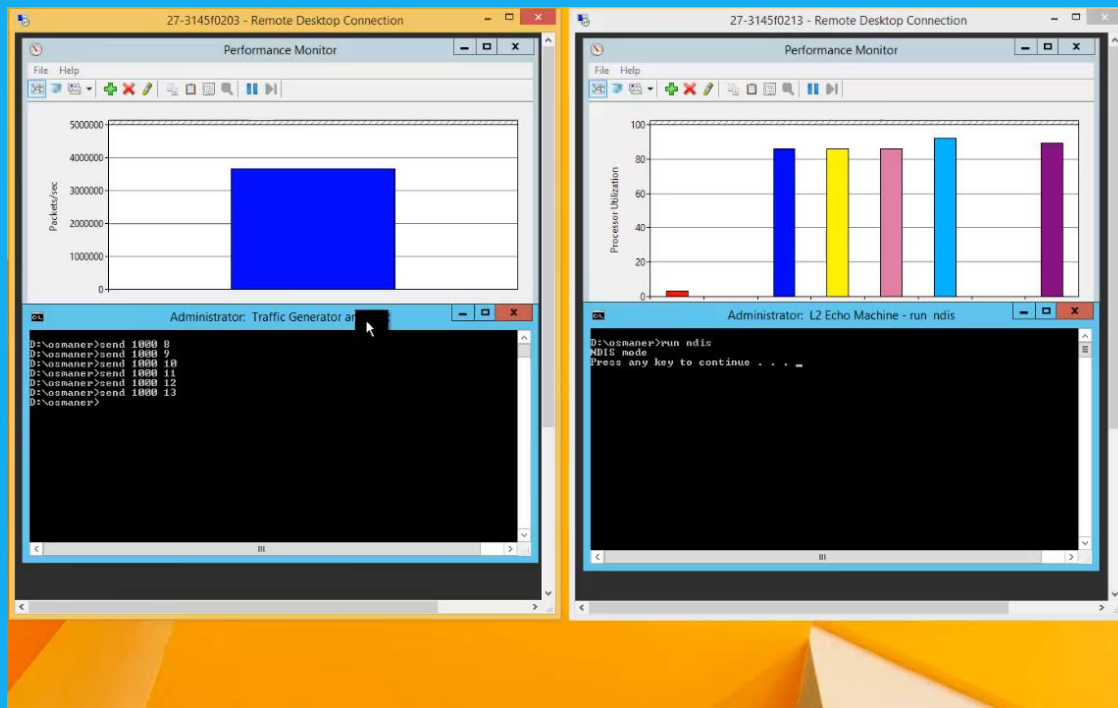 27-3145f0203 - Remote Desktop Connection
Performance Monitor
File Help
5000000
4000000
3000000
2000000
1000000
0
Packets/sec
Administrator: Traffic Generator
D:\osmaner>send 1000 8
D:\osmaner>send 1000 9
D:\osmaner>send 1000 10
D:\osmaner>send 1000 11
D:\osmaner>send 1000 12
D:\osmaner>send 1000 13
D:\osmaner>
27-3145f0213 - Remote Desktop Connection
Performance Monitor
File Help
100
80
60
40
20
0
Processor Utilization
Administrator: L2 Echo Machine - run ndis
D:\osmaner>run ndis
NDIS mode
Press any key to continue . . . _